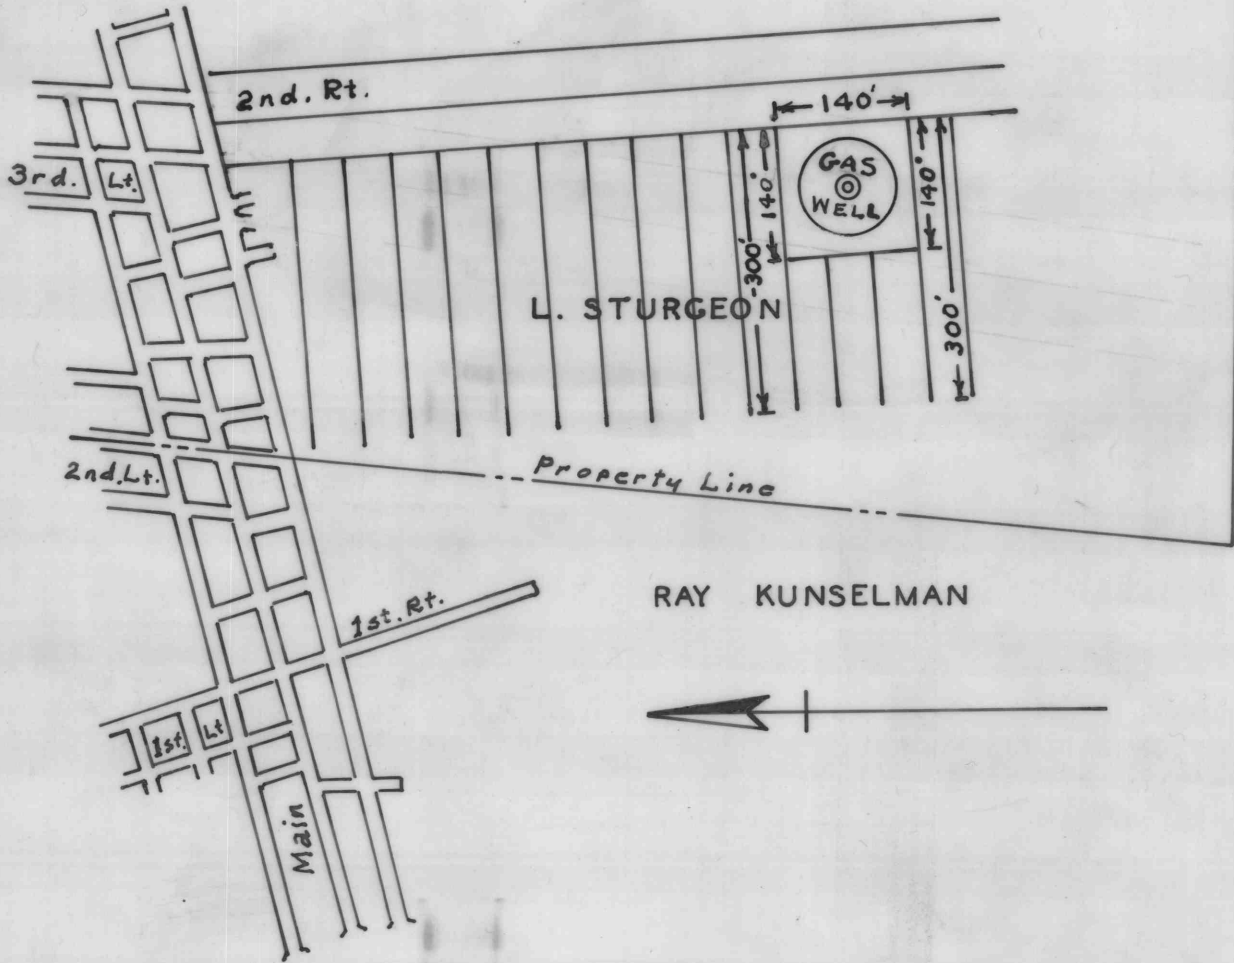 2nd. Rt.
140'
3rd.
Lt.
GAS
WELL
140'
140°
300'
300'
L. STURGEON
2nd. Lt.
Property Line
RAY KUNSELMAN
1st. Rt.
1st.
Lt
Main